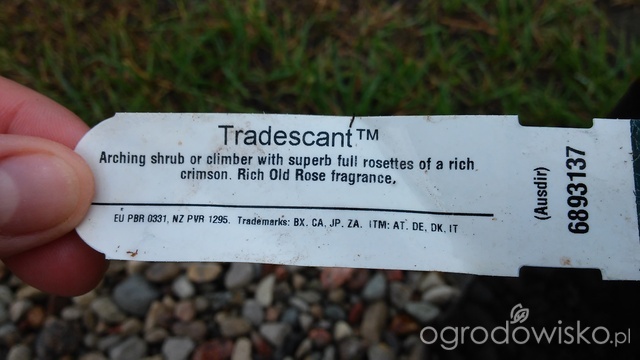 Tradescant™
Arching shrub or climber with superb full rosettes of a rich
crimson. Rich Old Rose fragrance,
EU PBR 0331, NZ PVR 1295. Trademarks: BX. CA, JP. ZA. ITM: AT. DE, DK, IT
(Ausdir)
6893137
ogrodowisko.pl